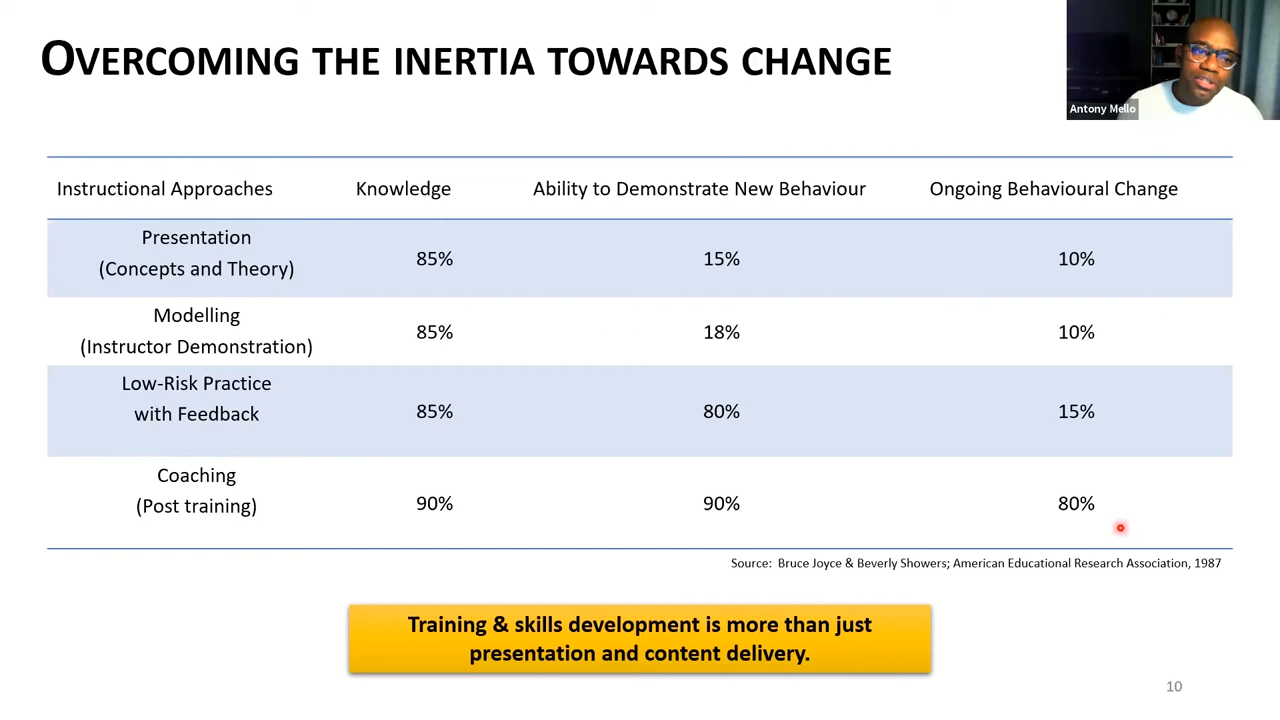 OVERCOMING THE INERTIA TOWARDS CHANGE
Antony Mello
Instructional Approaches Knowledge Ability to Demonstrate New Behaviour Ongoing Behavioural Change
Presentation
(Concepts and Theory) 85% 15% 10%
Modelling
(Instructor Demonstration) 85% 18% 10%
Low-Risk Practice
with Feedback 85% 80% 15%
Coaching
(Post training) 90% 90% 80%
Source: Bruce Joyce & Beverly Showers; American Educational Research Association, 1987
Training & skills development is more than just
presentation and content delivery.
10